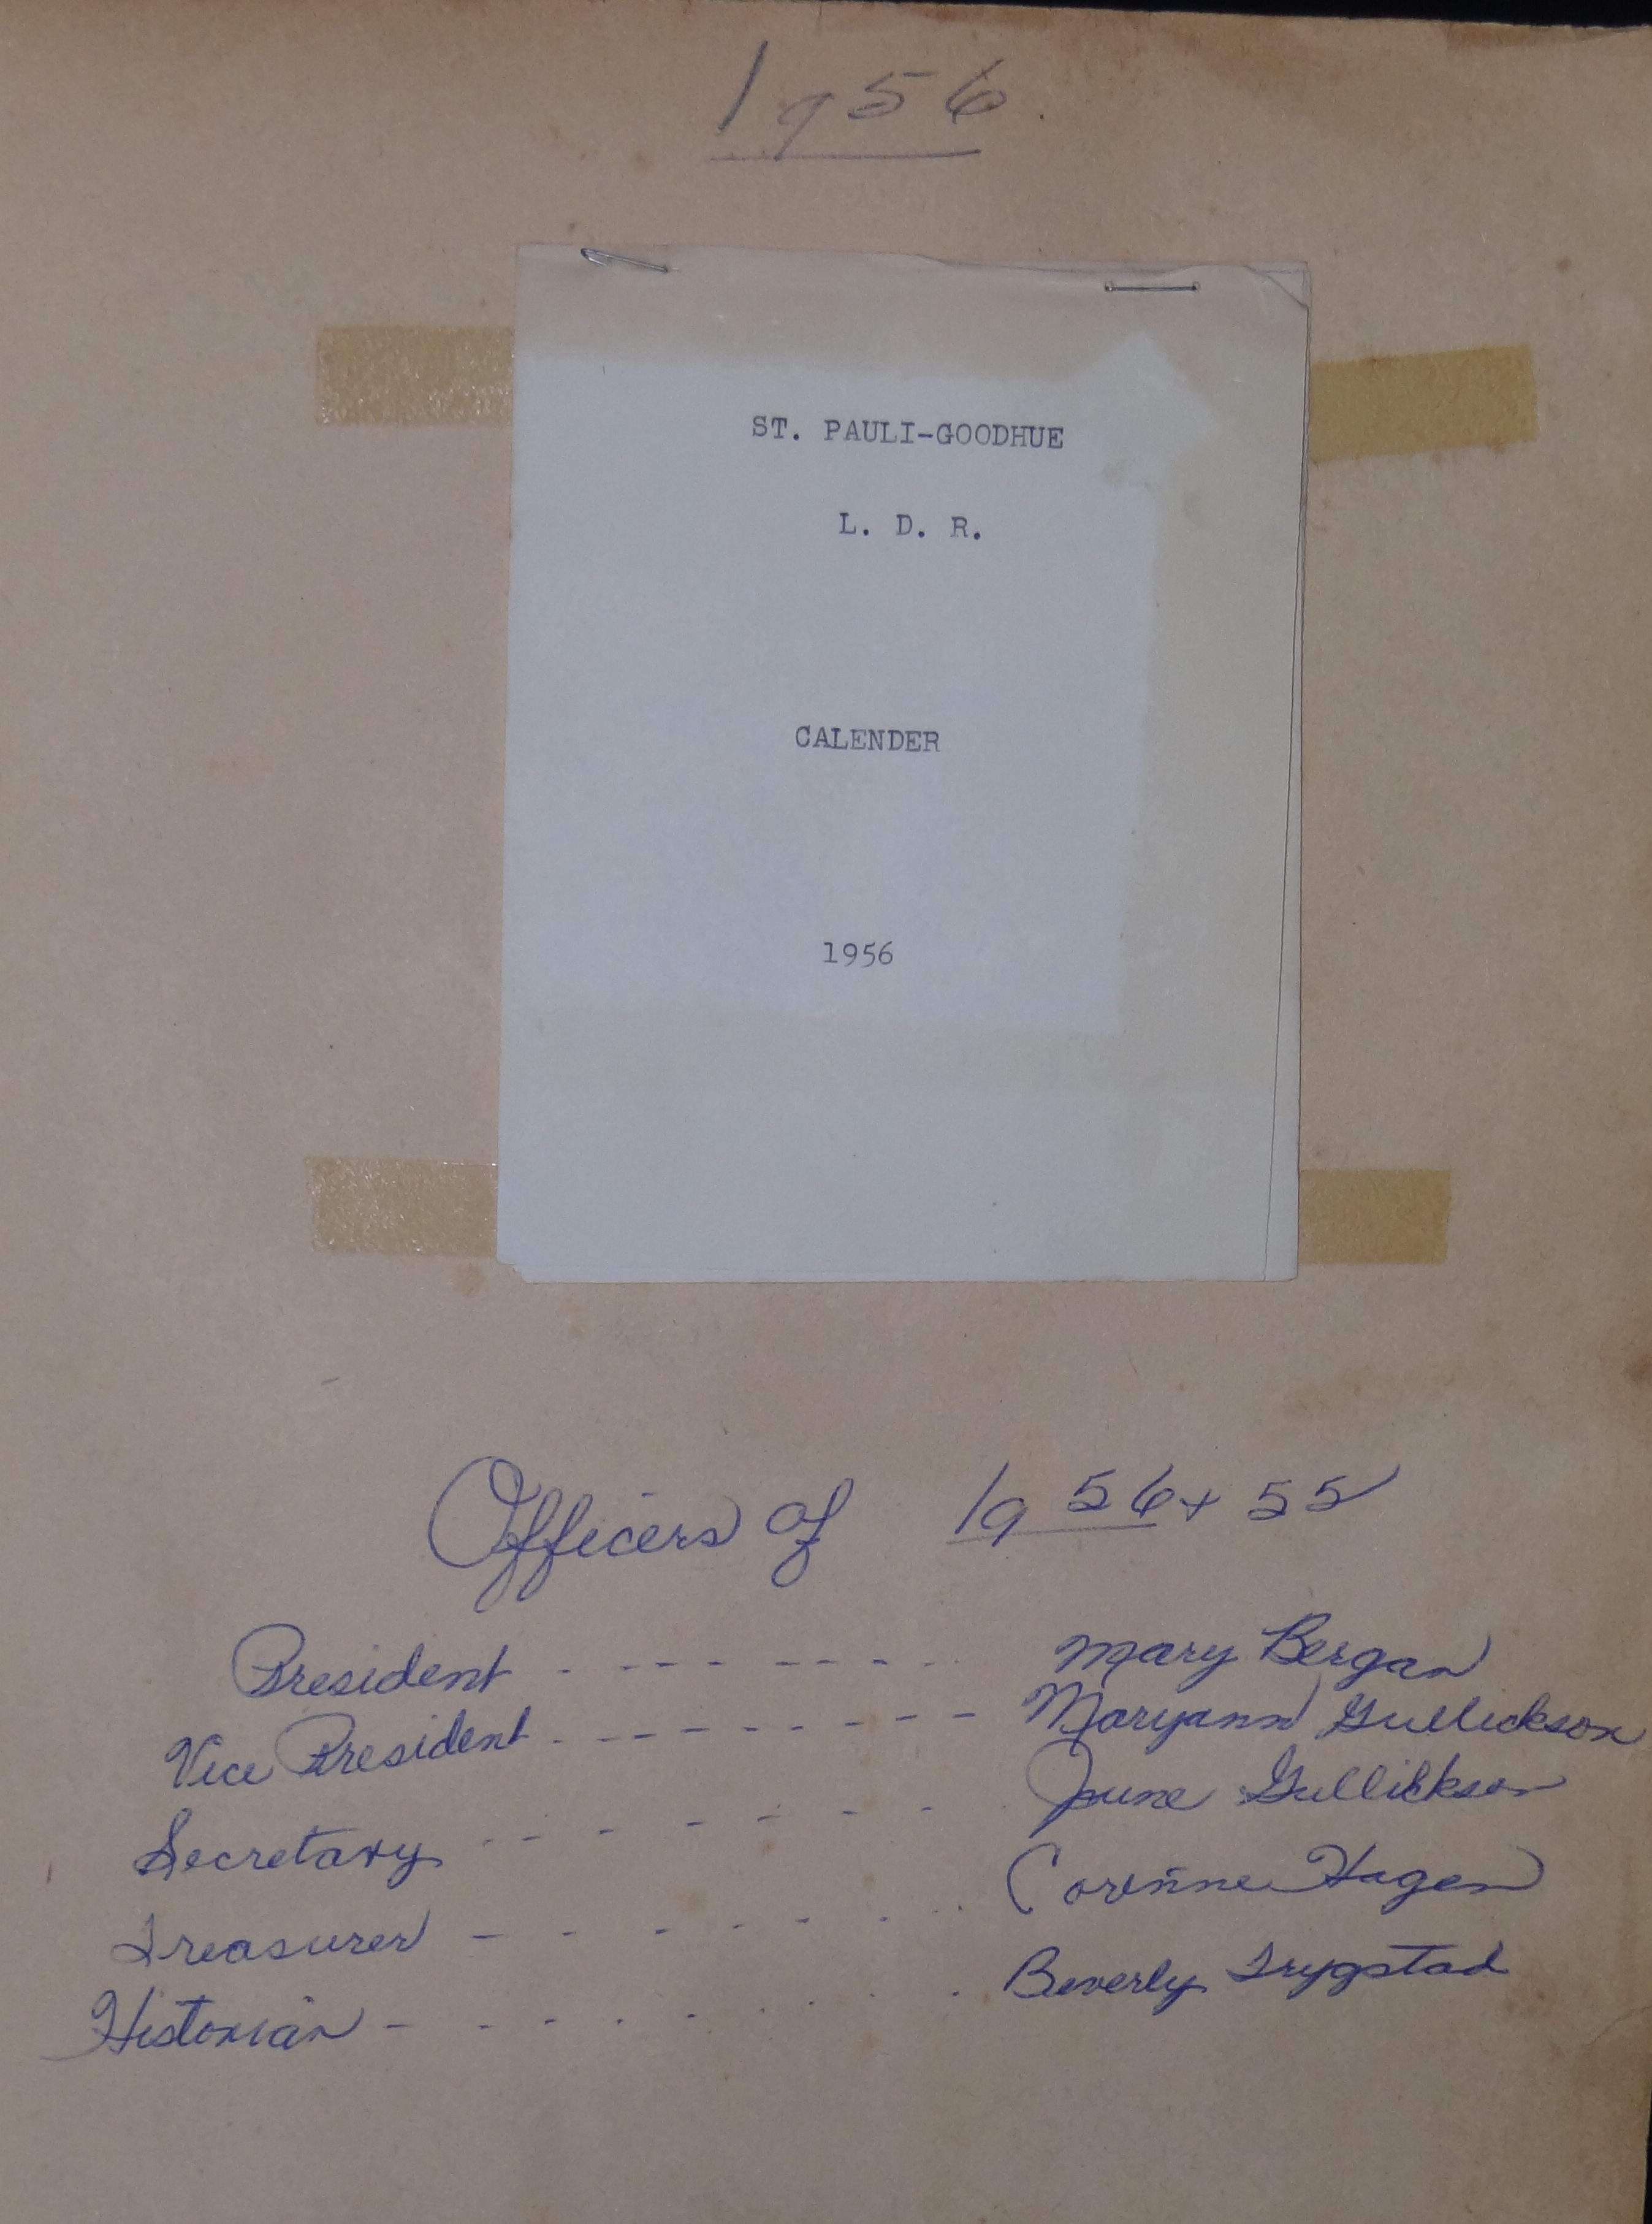 1956.
ST. PAULI-GOODHUE
L. D. R.
CALENDER
1956
Officers of 1956 + 55
President - - - - - - - - - Mary Bergan
Vice President - - - - - - - - - Maryann Gullickson
Secretary - - - - - - - June Gullickson
Treasurer - - - - - - - Corinne Hagen
Historian - - - - - - - - Beverly Trygstad